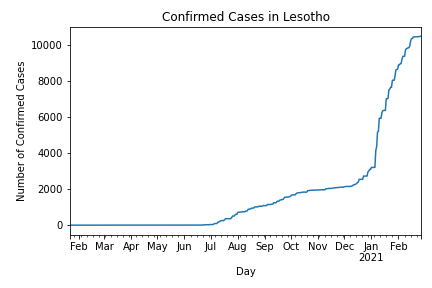 Confirmed Cases in Lesotho
Number of Confirmed Cases
10000
8000
6000
4000
2000
0
Feb Mar Apr May Jun Jul Aug Sep Oct Nov Dec Jan Feb
2021
Day